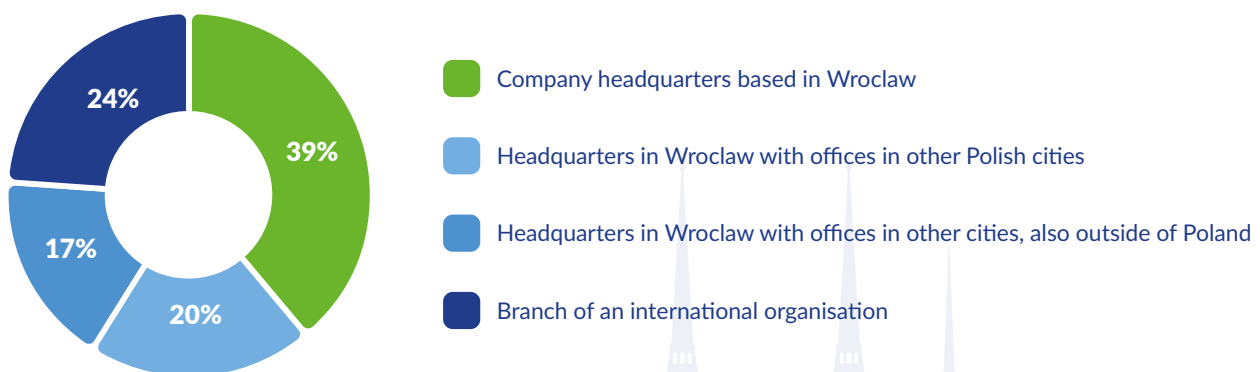 24%
39%
17%
20%
Company headquarters based in Wroclaw
Headquarters in Wroclaw with offices in other Polish cities
Headquarters in Wroclaw with offices in other cities, also outside of Poland
Branch of an international organisation